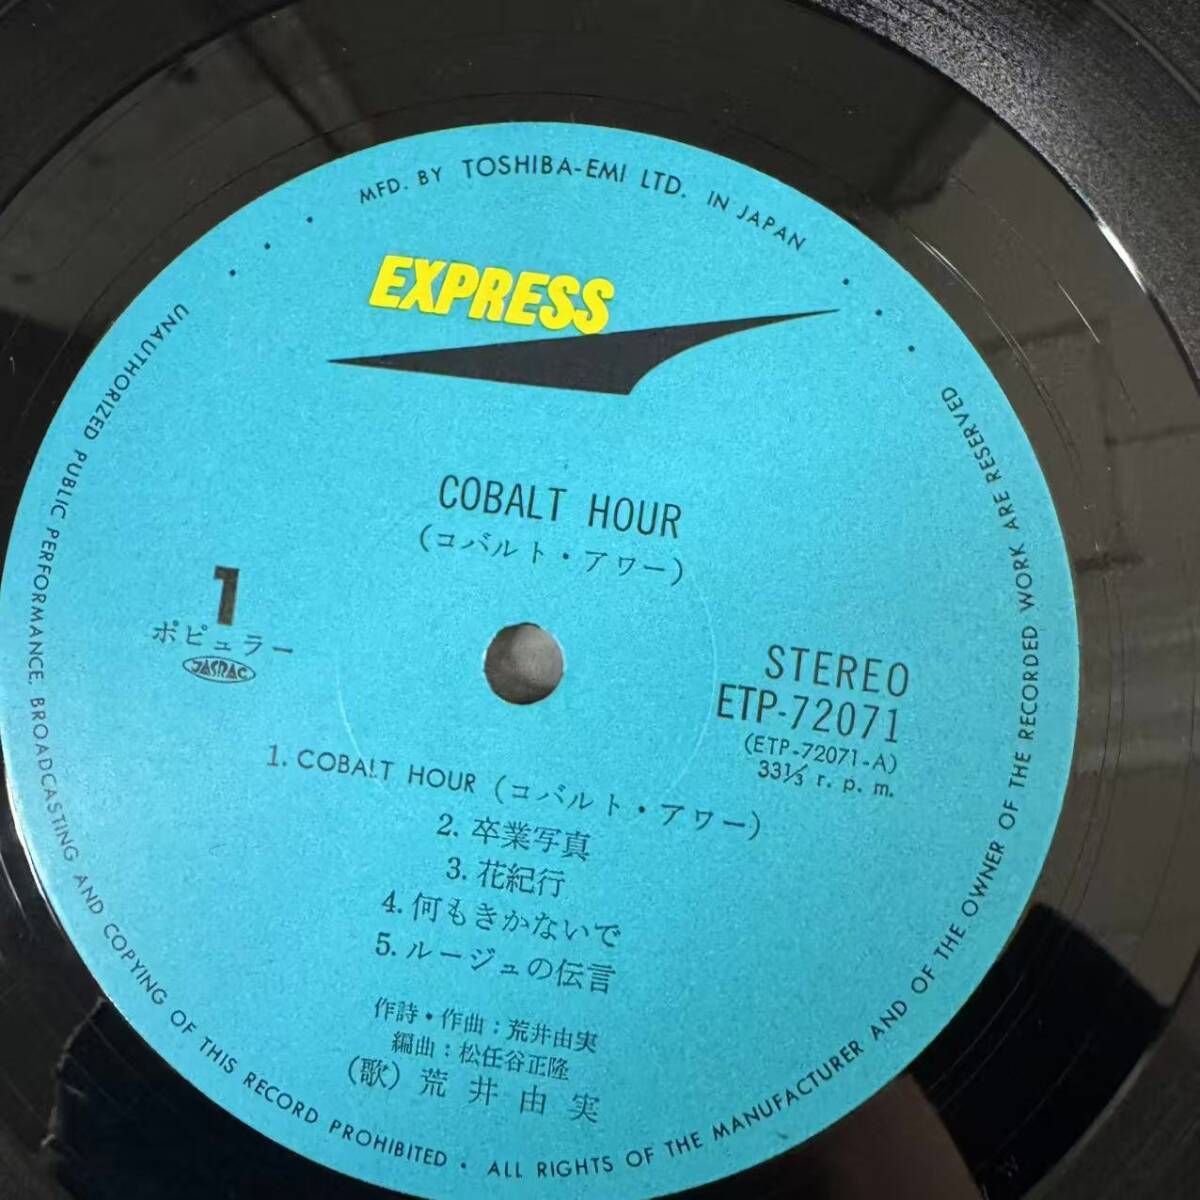 MFD. BY TOSHIBA-EMI LTD. IN JAPAN
EXPRESS
COBALT HOUR
(コバルト・アワー)
1
ポピュラー
JASRAC
STEREO
ETP-72071
(ETP-72071-A)
33⅓ r. p. m.
1. COBALT HOUR (コバルト・アワー)
2. 卒業写真
3. 花紀行
4. 何もきかないで
5. ルージュの伝言
作詩・作曲：荒井由実
編曲：松任谷正隆
(歌) 荒井由実
UNAUTHORIZED PUBLIC PERFORMANCE, BROADCASTING AND COPYING OF THIS RECORD PROHIBITED • ALL RIGHTS OF THE MANUFACTURER AND OF THE OWNER OF THE RECORDED WORK ARE RESERVED